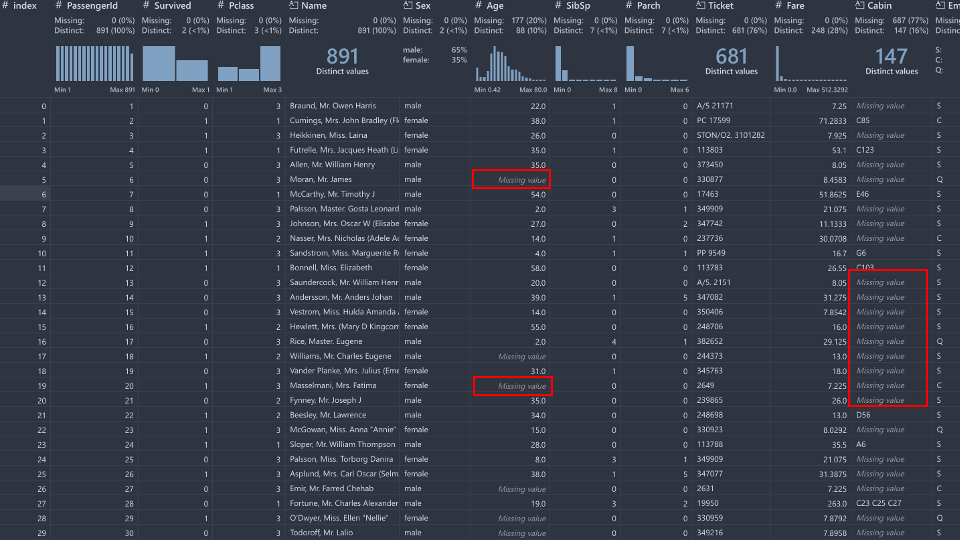 # index # PassengerId # Survived # Pclass Name Sex # Age # SibSp # Parch Ticket # Fare Cabin Em
Missing: 0 (0%) Missing: 0 (0%) Missing: 0 (0%) Missing: 0 (0%) Missing: 0 (0%) Missing: 177 (20%) Missing: 0 (0%) Missing: 0 (0%) Missing: 0 (0%) Missing: 0 (0%) Missing: 687 (77%) Missing:
Distinct: 891 (100%) Distinct: 2 (<1%) Distinct: 3 (<1%) Distinct: 891 (100%) Distinct: 2 (<1%) Distinct: 88 (10%) Distinct: 7 (<1%) Distinct: 7 (<1%) Distinct: 681 (76%) Distinct: 248 (28%) Distinct: 147 (16%) Distinct:
891 Distinct values male: 65% 681 Distinct values 147 Distinct values S:
female: 35% C:
Q:
Min 1 Max 891 Min 0 Max 1 Min 1 Max 3 Min 0.42 Max 80.0 Min 0 Max 8 Min 0 Max 6 Min 0.0 Max 512.3292
0 1 0 3 Braund, Mr. Owen Harris male 22.0 1 0 A/5 21171 7.25 Missing value S
1 2 1 1 Cumings, Mrs. John Bradley (Fl female 38.0 1 0 PC 17599 71.2833 C85 C
2 3 1 3 Heikkinen, Miss. Laina female 26.0 0 0 STON/O2. 3101282 7.925 Missing value S
3 4 1 1 Futrelle, Mrs. Jacques Heath (Li female 35.0 1 0 113803 53.1 C123 S
4 5 0 3 Allen, Mr. William Henry male 35.0 0 0 373450 8.05 Missing value S
5 6 0 3 Moran, Mr. James male Missing value 0 0 330877 8.4583 Missing value Q
6 7 0 1 McCarthy, Mr. Timothy J male 54.0 0 0 17463 51.8625 E46 S
7 8 0 3 Palsson, Master. Gosta Leonard male 2.0 3 1 349909 21.075 Missing value S
8 9 1 3 Johnson, Mrs. Oscar W (Elisabe female 27.0 0 2 347742 11.1333 Missing value S
9 10 1 2 Nasser, Mrs. Nicholas (Adele Ac female 14.0 1 0 237736 30.0708 Missing value C
10 11 1 3 Sandstrom, Miss. Marguerite R female 4.0 1 1 PP 9549 16.7 G6 S
11 12 1 1 Bonnell, Miss. Elizabeth female 58.0 0 0 113783 26.55 C103 S
12 13 0 3 Saundercock, Mr. William Henr male 20.0 0 0 A/5. 2151 8.05 Missing value S
13 14 0 3 Andersson, Mr. Anders Johan male 39.0 1 5 347082 31.275 Missing value S
14 15 0 3 Vestrom, Miss. Hulda Amanda female 14.0 0 0 350406 7.8542 Missing value S
15 16 1 2 Hewlett, Mrs. (Mary D Kingcom female 55.0 0 0 248706 16.0 Missing value S
16 17 0 3 Rice, Master. Eugene male 2.0 4 1 382652 29.125 Missing value Q
17 18 1 2 Williams, Mr. Charles Eugene male Missing value 0 0 244373 13.0 Missing value S
18 19 0 3 Vander Planke, Mrs. Julius (Eme female 31.0 1 0 345763 18.0 Missing value S
19 20 1 3 Masselmani, Mrs. Fatima female Missing value 0 0 2649 7.225 Missing value C
20 21 0 2 Fynney, Mr. Joseph J male 35.0 0 0 239865 26.0 Missing value S
21 22 1 2 Beesley, Mr. Lawrence male 34.0 0 0 248698 13.0 D56 S
22 23 1 3 McGowan, Miss. Anna "Annie" female 15.0 0 0 330923 8.0292 Missing value Q
23 24 1 1 Sloper, Mr. William Thompson male 28.0 0 0 113788 35.5 A6 S
24 25 0 3 Palsson, Miss. Torborg Danira female 8.0 3 1 349909 21.075 Missing value S
25 26 1 3 Asplund, Mrs. Carl Oscar (Selm female 38.0 1 5 347077 31.3875 Missing value S
26 27 0 3 Emir, Mr. Farred Chehab male Missing value 0 0 2631 7.225 Missing value C
27 28 0 1 Fortune, Mr. Charles Alexander male 19.0 3 2 19950 263.0 C23 C25 C27 S
28 29 1 3 O'Dwyer, Miss. Ellen "Nellie" female Missing value 0 0 330959 7.8792 Missing value Q
29 30 0 3 Todoroff, Mr. Lalio male Missing value 0 0 349216 7.8958 Missing value S